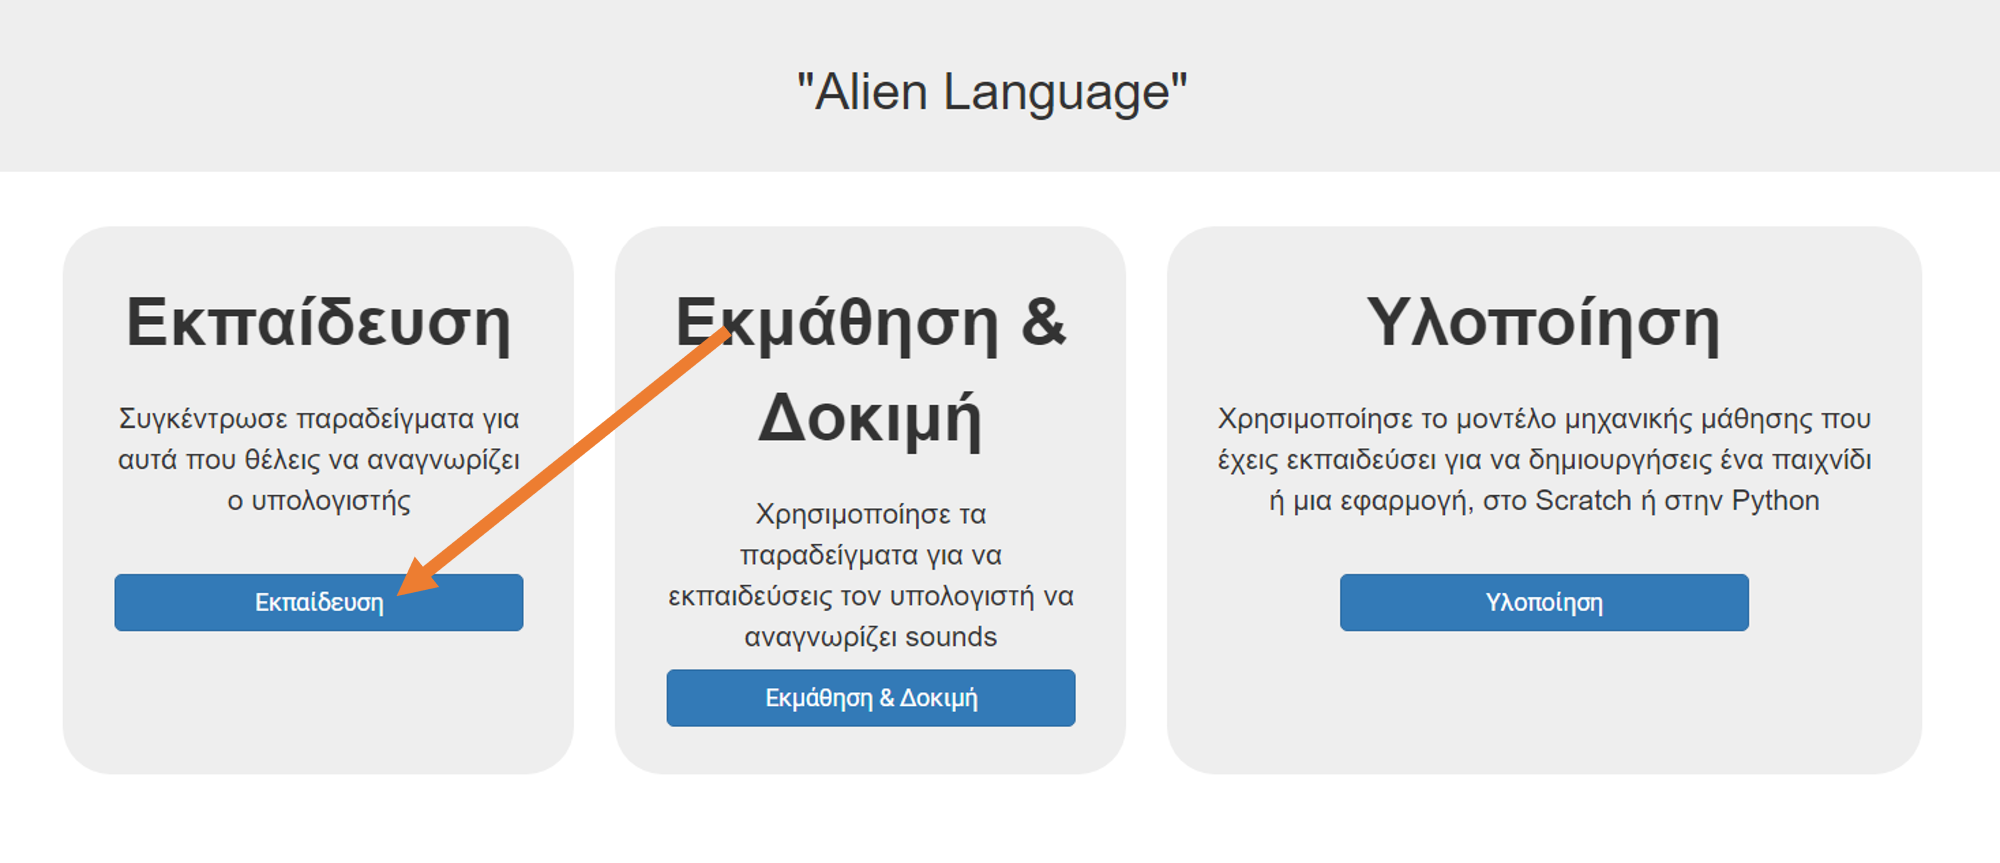 "Alien Language"
Εκπαίδευση
Συγκέντρωσε παραδείγματα για
αυτά που θέλεις να αναγνωρίζει
ο υπολογιστής
Εκπαίδευση
Εκμάθηση &
Δοκιμή
Χρησιμοποίησε τα
παραδείγματα για να
εκπαιδεύσεις τον υπολογιστή να
αναγνωρίζει sounds
Εκμάθηση & Δοκιμή
Υλοποίηση
Χρησιμοποίησε το μοντέλο μηχανικής μάθησης που
έχεις εκπαιδεύσει για να δημιουργήσεις ένα παιχνίδι
ή μια εφαρμογή, στο Scratch ή στην Python
Υλοποίηση